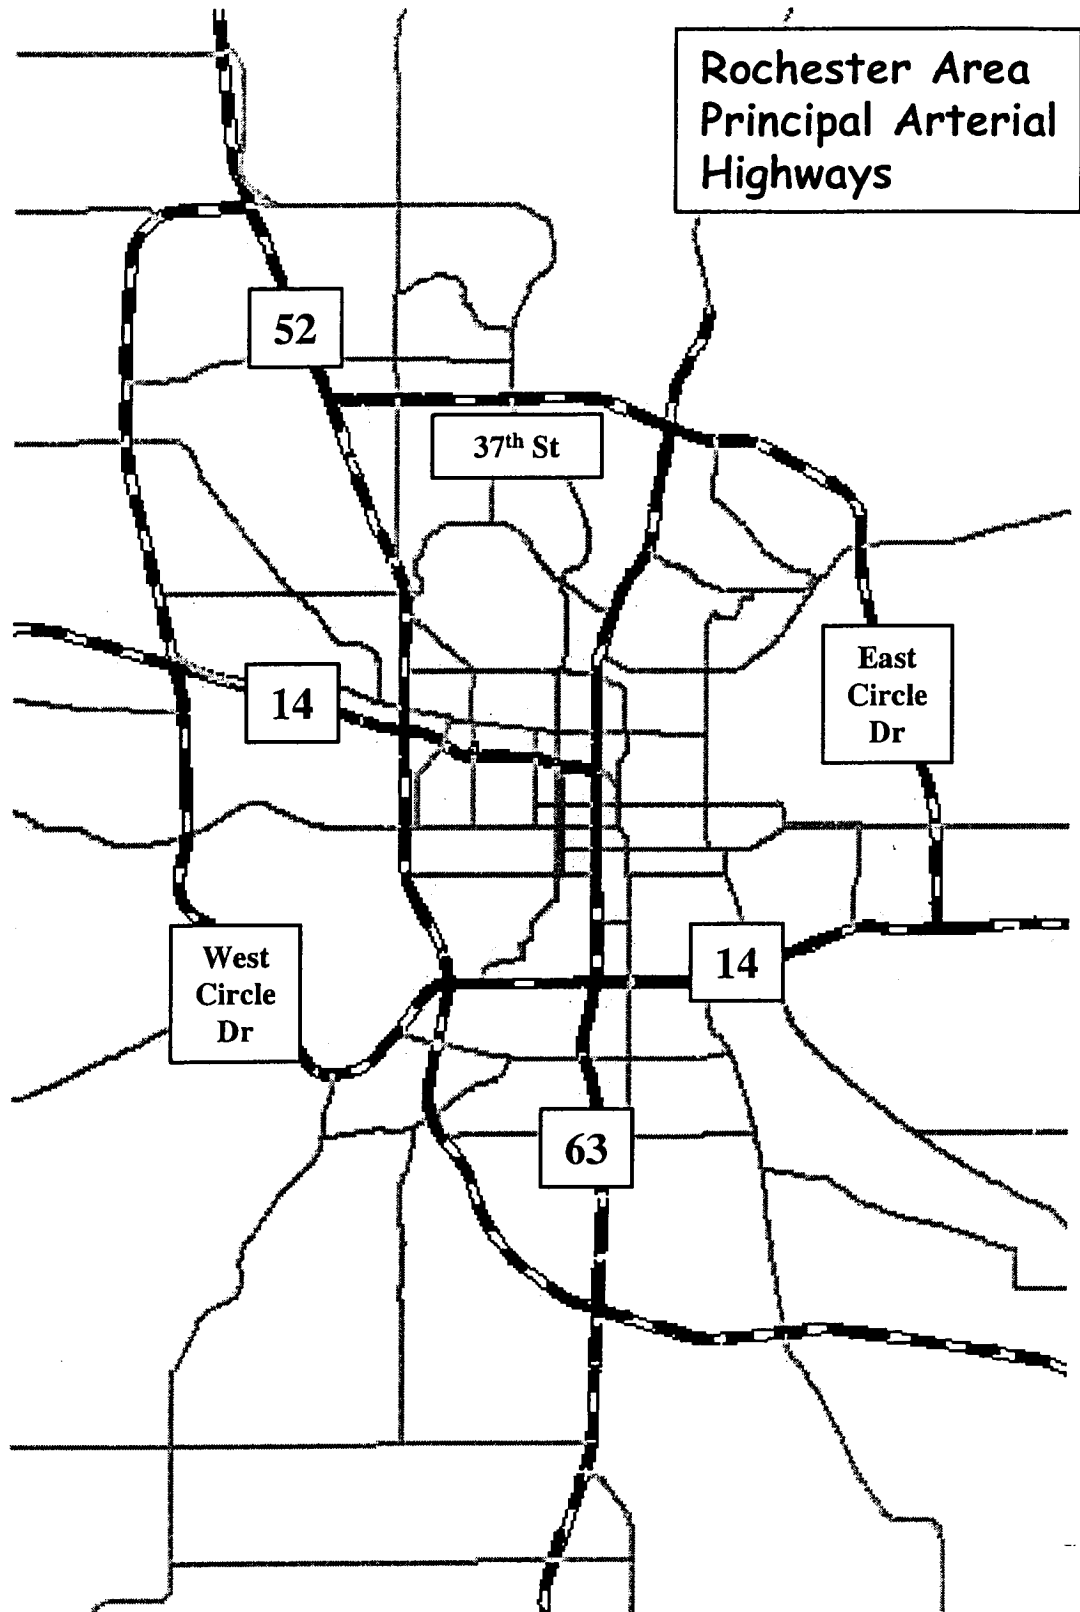 Rochester Area
Principal Arterial
Highways
52
37th St
East
Circle
Dr
14
West
Circle
Dr
14
63